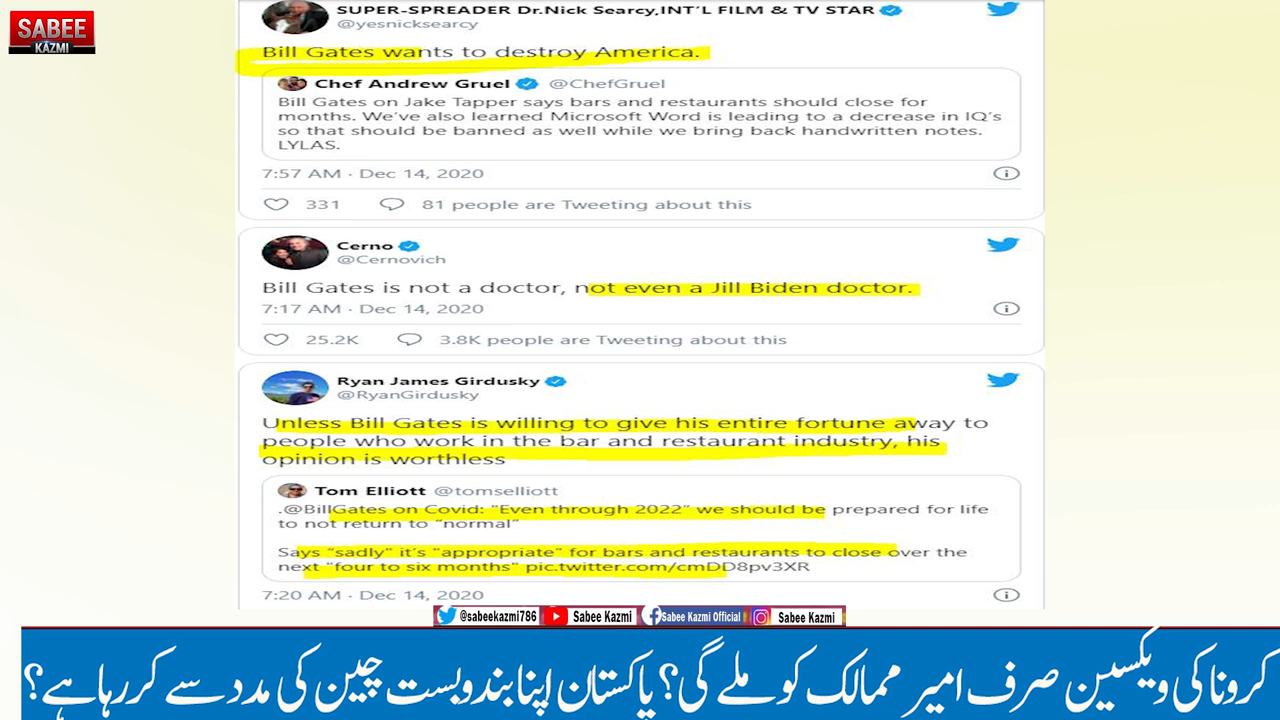 SABEE
KAZMI
SUPER-SPREADER Dr.Nick Searcy,INT'L FILM & TV STAR
@yesnicksearcy
Bill Gates wants to destroy America.
Chef Andrew Gruel @ChefGruel
Bill Gates on Jake Tapper says bars and restaurants should close for
months. We've also learned Microsoft Word is leading to a decrease in IQ's
so that should be banned as well while we bring back handwritten notes.
LYLAS.
7:57 AM · Dec 14, 2020
331 81 people are Tweeting about this
Cerno
@Cernovich
Bill Gates is not a doctor, not even a Jill Biden doctor.
7:17 AM · Dec 14, 2020
25.2K 3.8K people are Tweeting about this
Ryan James Girdusky
@RyanGirdusky
Unless Bill Gates is willing to give his entire fortune away to
people who work in the bar and restaurant industry, his
opinion is worthless
Tom Elliott @tomselliott
.@BillGates on Covid: "Even through 2022" we should be prepared for life
to not return to "normal"
Says "sadly" it's "appropriate" for bars and restaurants to close over the
next "four to six months" pic.twitter.com/cmDD8pv3XR
7:20 AM · Dec 14, 2020
@sabeekazmi786 Sabee Kazmi Sabee Kazmi Official Sabee Kazmi
کرونا کی ویکسین صرف امیر ممالک کو ملے گی؟ پاکستان اپنا بندوبست چین کی مدد سے کر رہا ہے؟